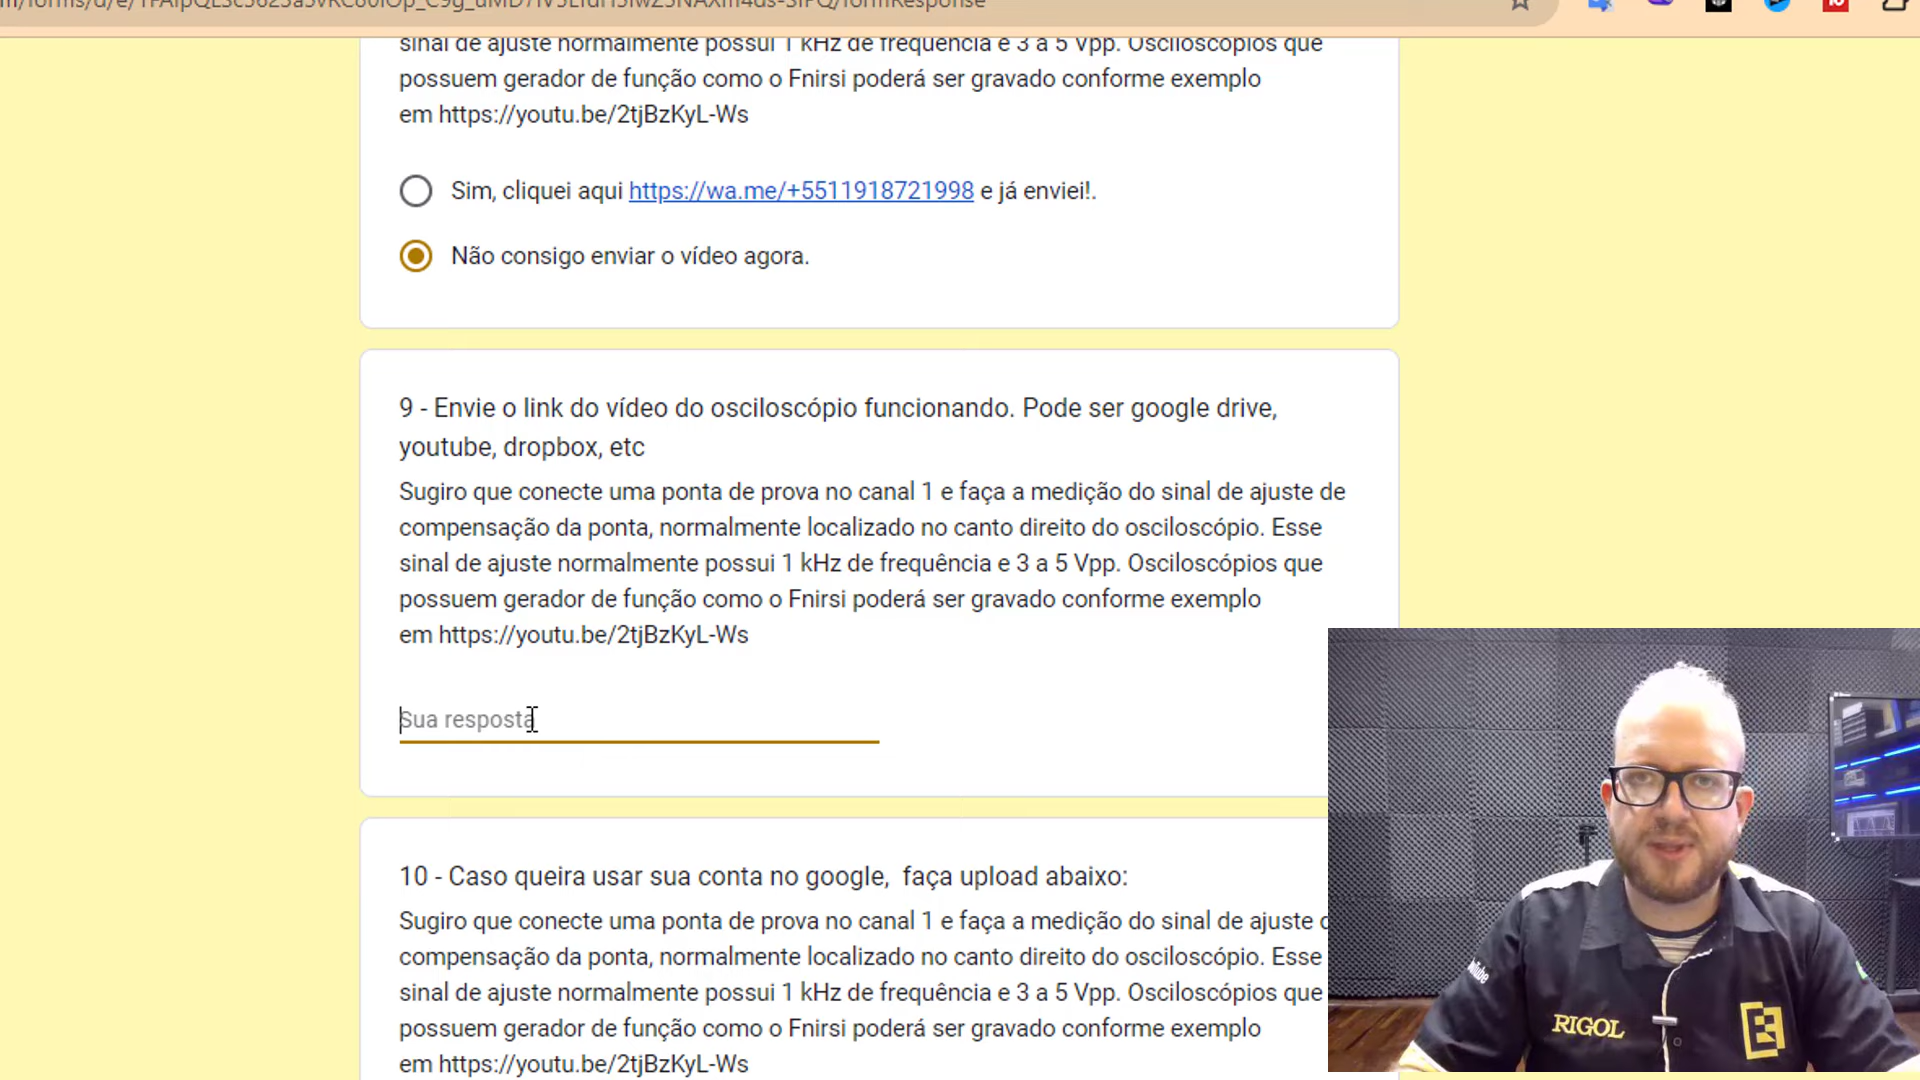 sinal de ajuste normalmente possui 1 kHz de frequência e 3 a 5 Vpp. Osciloscópios que
possuem gerador de função como o Fnirsi poderá ser gravado conforme exemplo
em https://youtu.be/2tjBzKyL-Ws
Sim, cliquei aqui https://wa.me/+5511918721998 e já enviei!.
Não consigo enviar o vídeo agora.
9 - Envie o link do vídeo do osciloscópio funcionando. Pode ser google drive,
youtube, dropbox, etc
Sugiro que conecte uma ponta de prova no canal 1 e faça a medição do sinal de ajuste de
compensação da ponta, normalmente localizado no canto direito do osciloscópio. Esse
sinal de ajuste normalmente possui 1 kHz de frequência e 3 a 5 Vpp. Osciloscópios que
possuem gerador de função como o Fnirsi poderá ser gravado conforme exemplo
em https://youtu.be/2tjBzKyL-Ws
Sua resposta
10 - Caso queira usar sua conta no google, faça upload abaixo:
Sugiro que conecte uma ponta de prova no canal 1 e faça a medição do sinal de ajuste
compensação da ponta, normalmente localizado no canto direito do osciloscópio. Esse
sinal de ajuste normalmente possui 1 kHz de frequência e 3 a 5 Vpp. Osciloscópios que
possuem gerador de função como o Fnirsi poderá ser gravado conforme exemplo
em https://youtu.be/2tjBzKyL-Ws
RIGOL